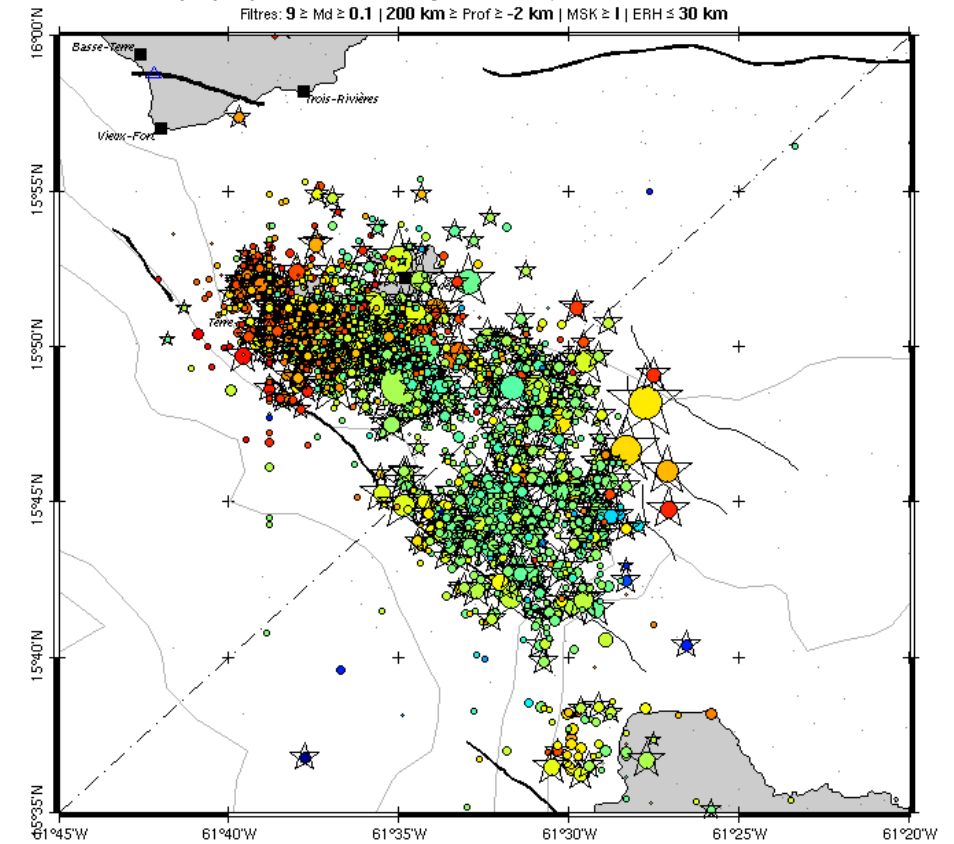 Filtres: 9 ≥ Md ≥ 0.1 | 200 km ≥ Prof ≥ -2 km | MSK ≥ I | ERH ≤ 30 km
16°00'N
Basse-Terre
Trois-Rivières
Vieux-Fort
15°55'N
Terre
15°50'N
15°45'N
15°40'N
15°35'N
61°45'W
61°40'W
61°35'W
61°30'W
61°25'W
61°20'W